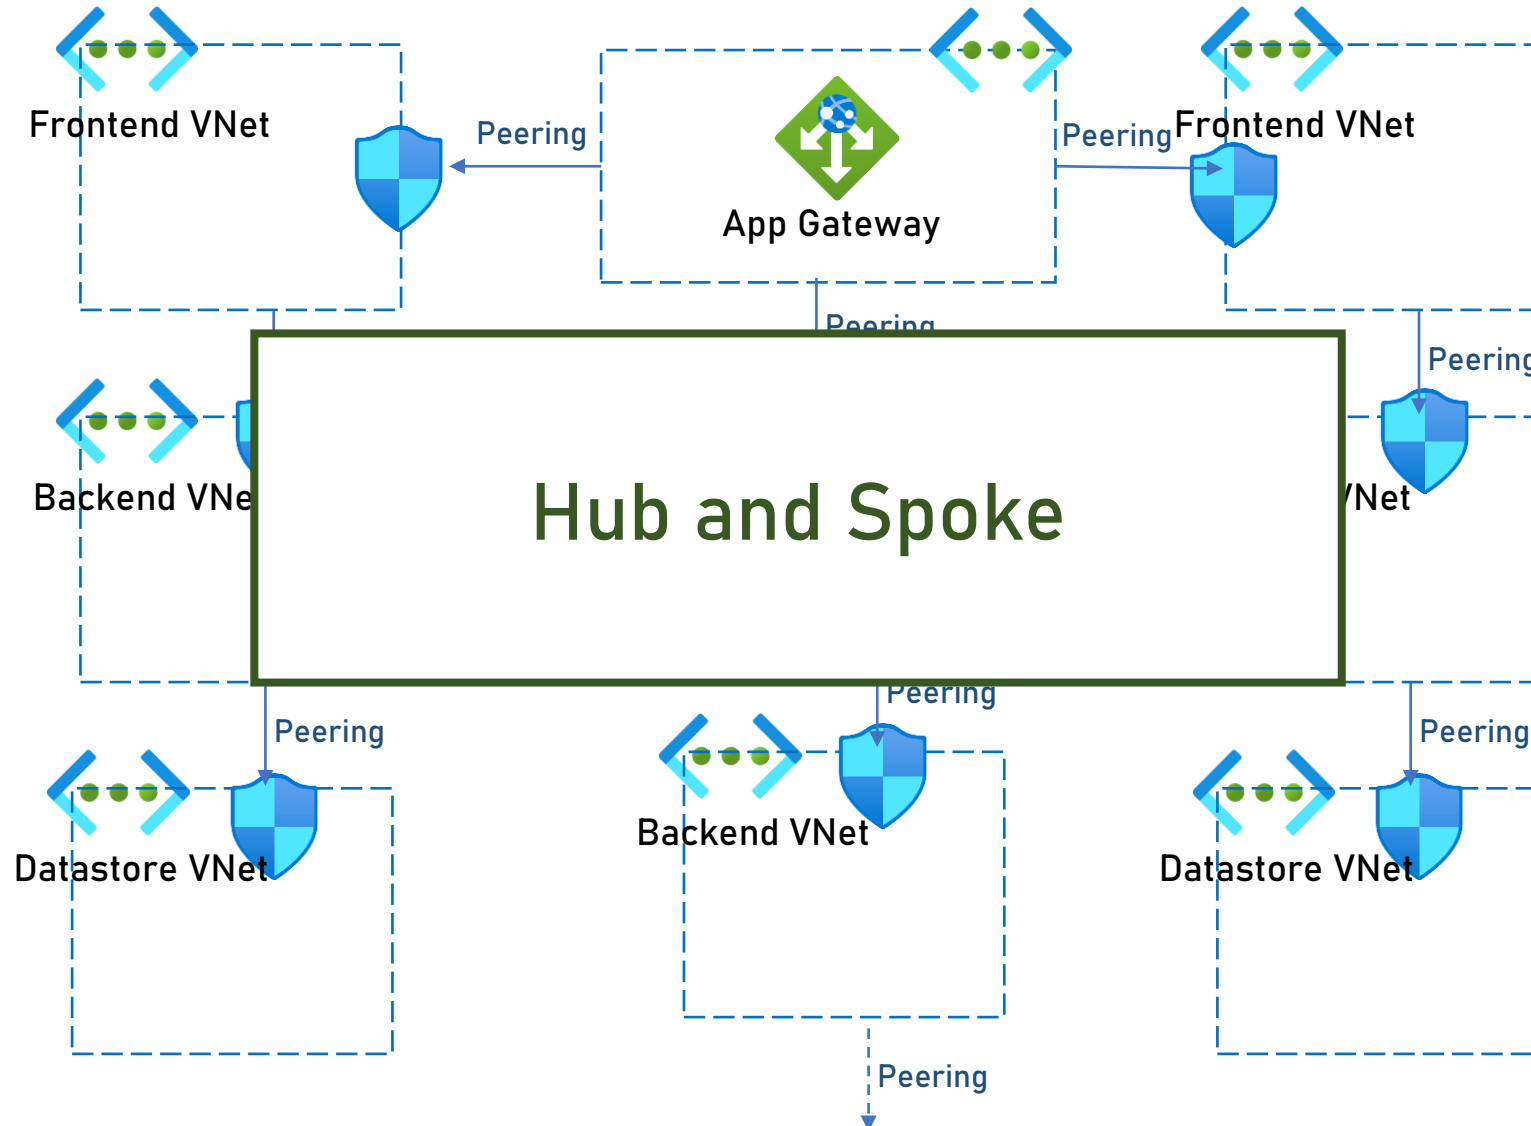 Frontend VNet
Peering
App Gateway
Peering
Frontend VNet
Peering
Peering
Backend VNe
Hub and Spoke
VNet
Peering
Peering
Peering
Datastore VNet
Backend VNet
Datastore VNet
Peering